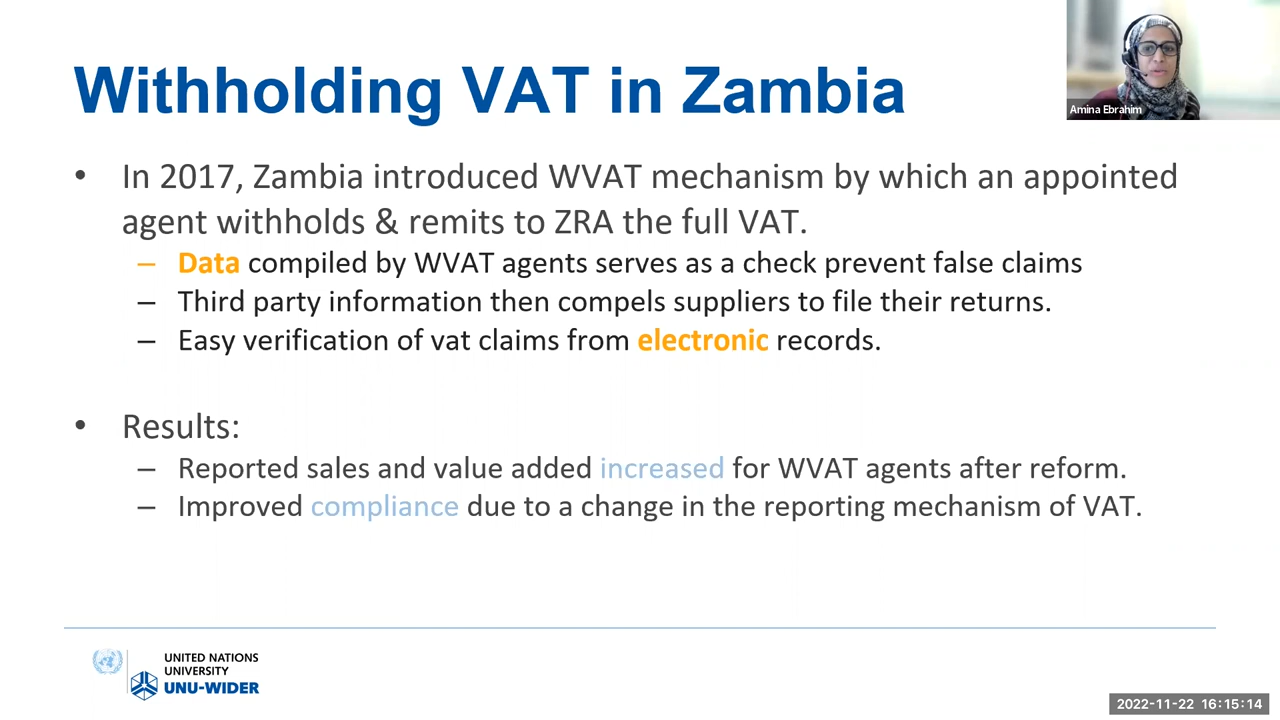 Withholding VAT in Zambia
Amina Ebrahim
• In 2017, Zambia introduced WVAT mechanism by which an appointed
agent withholds & remits to ZRA the full VAT.
– Data compiled by WVAT agents serves as a check prevent false claims
– Third party information then compels suppliers to file their returns.
– Easy verification of vat claims from electronic records.
• Results:
– Reported sales and value added increased for WVAT agents after reform.
– Improved compliance due to a change in the reporting mechanism of VAT.
UNITED NATIONS
UNIVERSITY
UNU-WIDER
2022-11-22 16:15:14